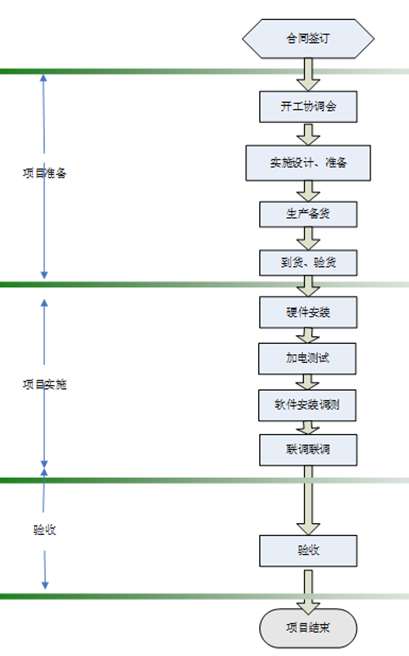 合同签订
开工协调会
项目准备
实施设计、准备
生产备货
到货、验货
硬件安装
加电测试
项目实施
软件安装调测
联调联调
验收
验收
项目结束